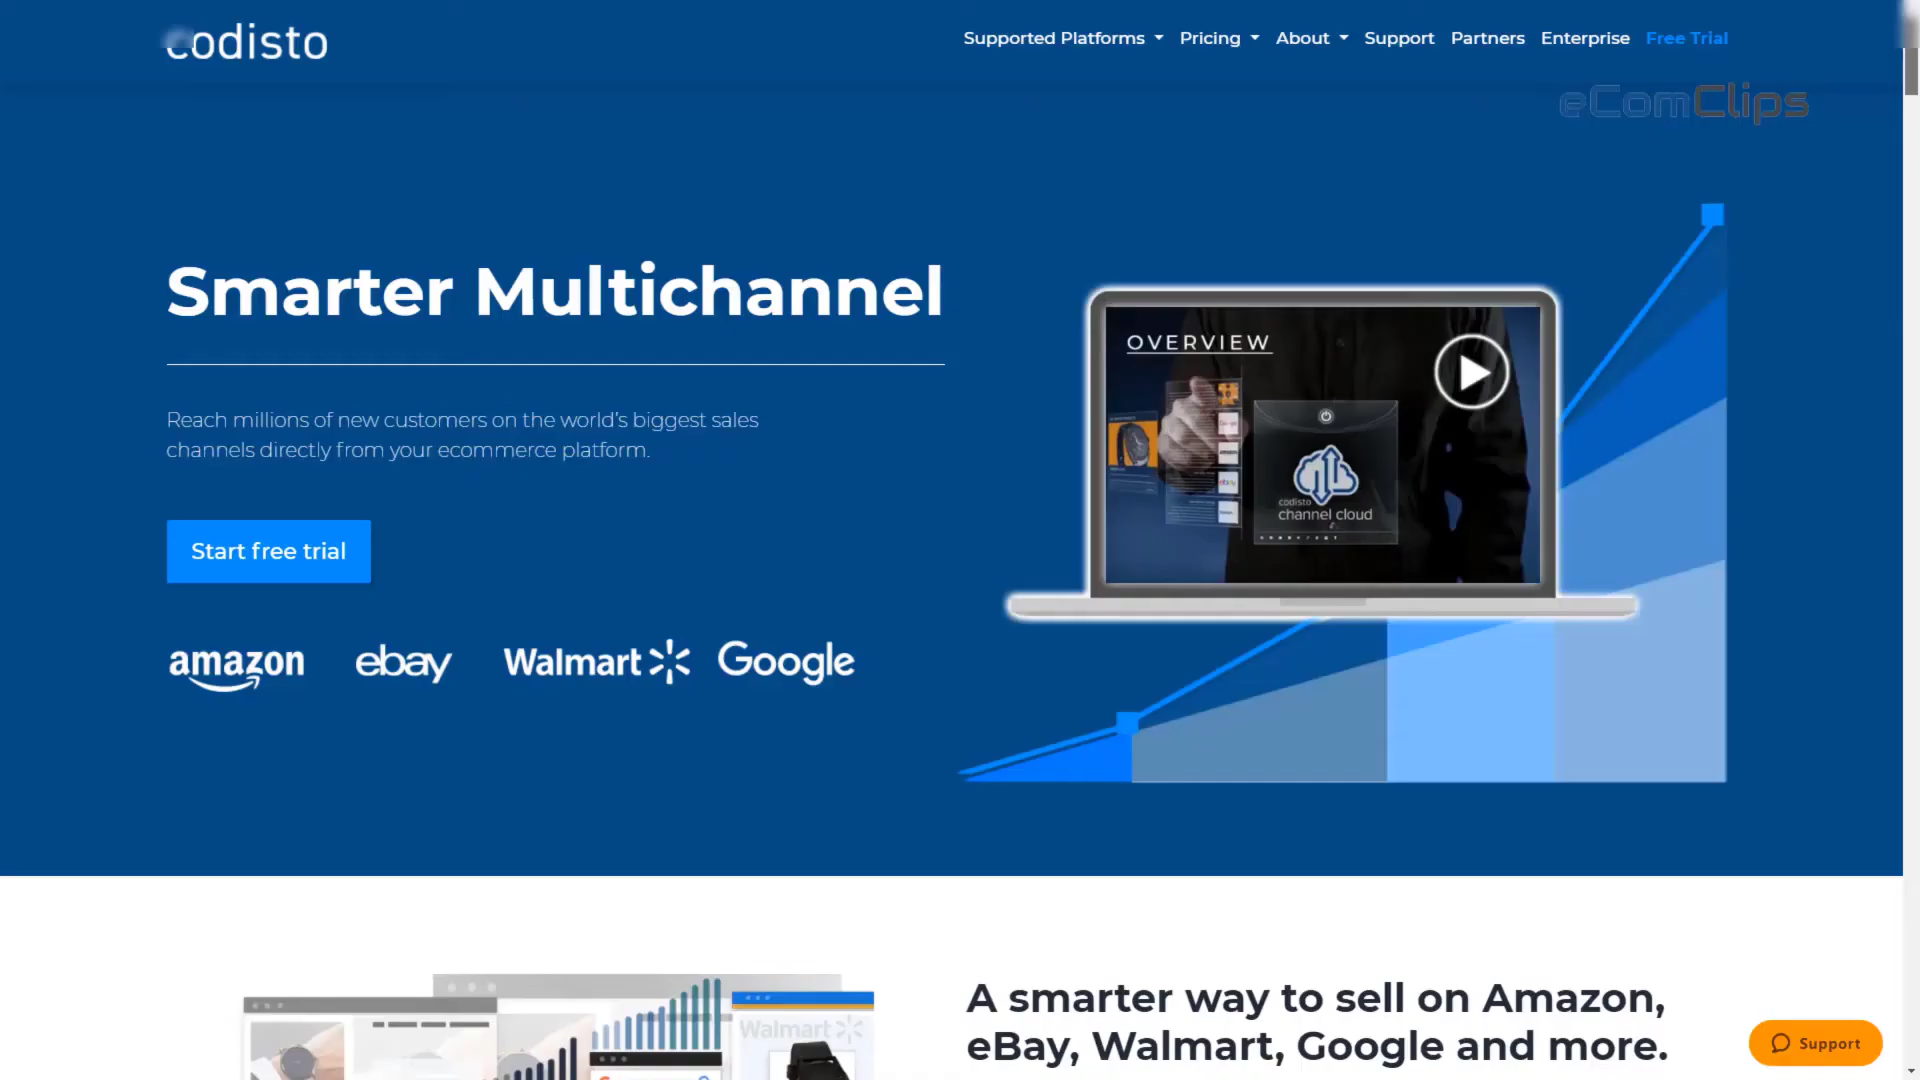 codisto
Supported Platforms Pricing About Support Partners Enterprise Free Trial
eComClips
Smarter Multichannel
OVERVIEW
Reach millions of new customers on the world's biggest sales
channels directly from your ecommerce platform.
codisto
channel cloud
Start free trial
amazon ebay Walmart Google
A smarter way to sell on Amazon,
eBay, Walmart, Google and more.
Walmart
Support